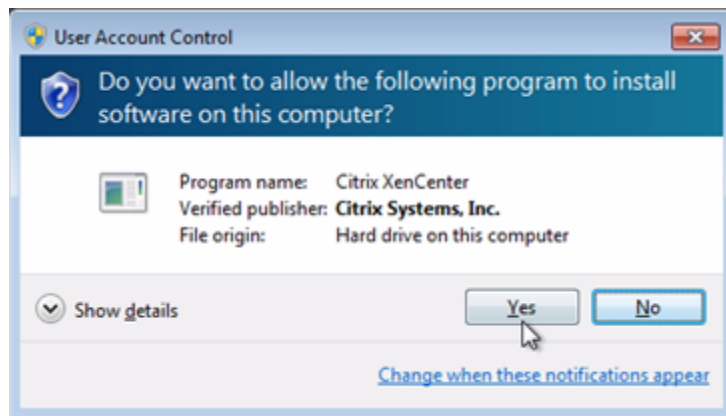 User Account Control
Do you want to allow the following program to install
software on this computer?
Program name: Citrix XenCenter
Verified publisher: Citrix Systems, Inc.
File origin: Hard drive on this computer
Show details
Yes
No
Change when these notifications appear